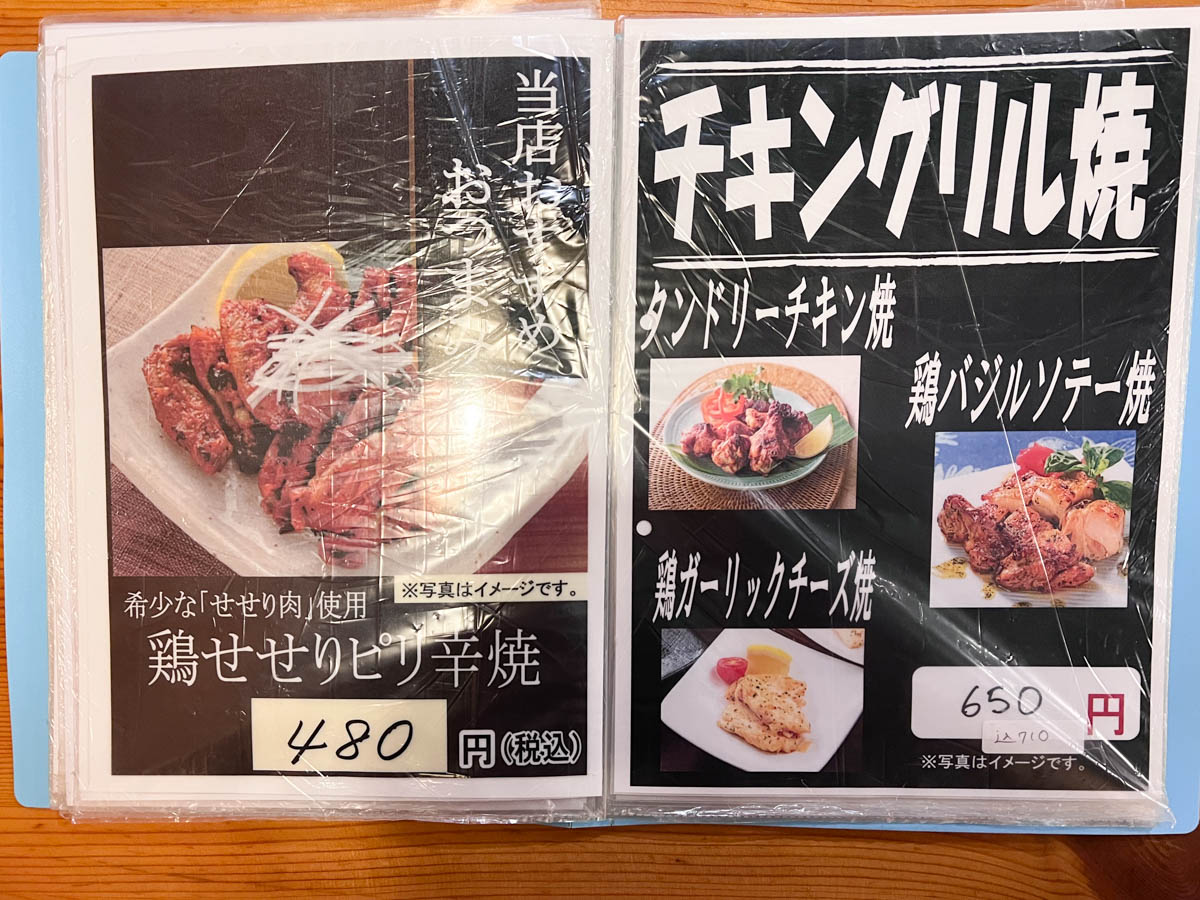 当店おすすめ
おつまみ
※写真はイメージです。
希少な「せせり肉」使用
鶏せせりピリ辛焼
480
円(税込)
チキングリル焼
タンドリーチキン焼
鶏バジルソテー焼
鶏ガーリックチーズ焼
650
円
込710
※写真はイメージです。